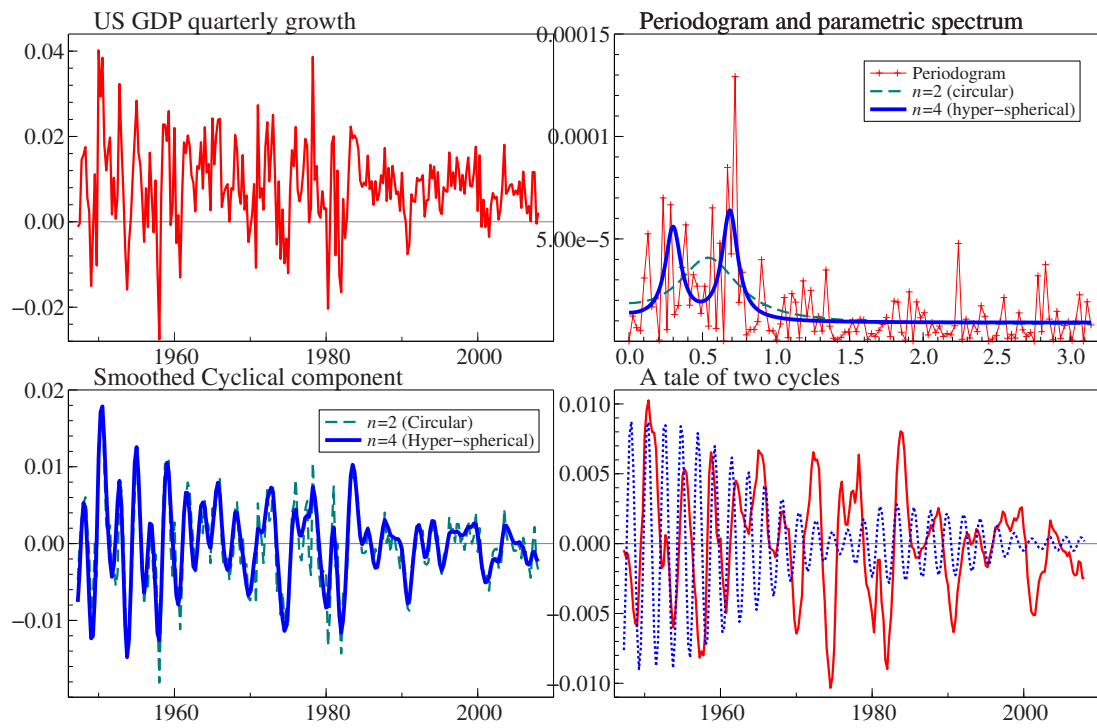 US GDP quarterly growth
0.04
0.02
0.00
−0.02
1960 1980 2000
Periodogram and parametric spectrum
0.00015
0.0001
5.00e−5
Periodogram
n=2 (circular)
n=4 (hyper−spherical)
0.0 0.5 1.0 1.5 2.0 2.5 3.0
Smoothed Cyclical component
0.02
0.01
0.00
−0.01
n=2 (Circular)
n=4 (Hyper−spherical)
1960 1980 2000
A tale of two cycles
0.010
0.005
0.000
−0.005
−0.010
1960 1980 2000